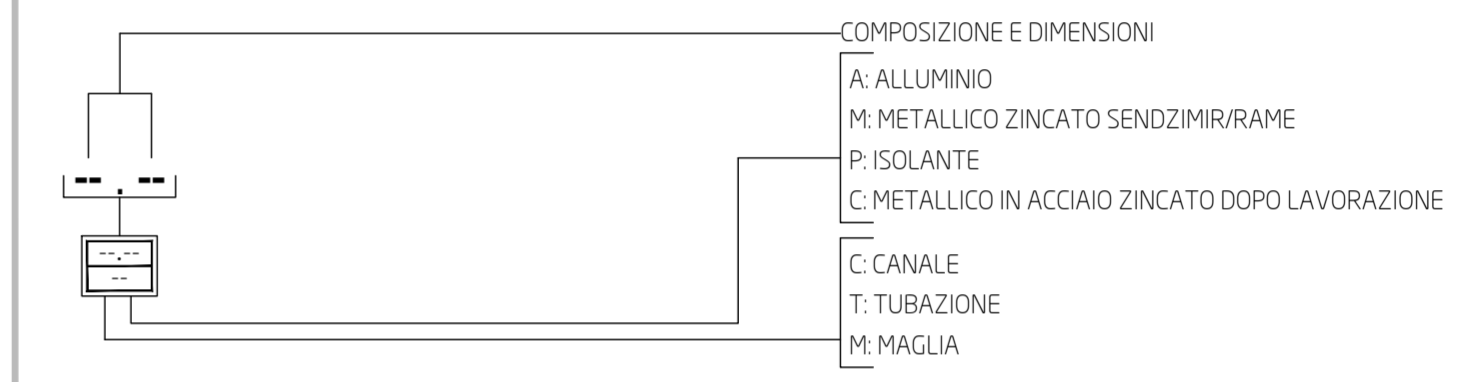 COMPOSIZIONE E DIMENSIONI
A: ALLUMINIO
M: METALLICO ZINCATO SENDZIMIR/RAME
P: ISOLANTE
C: METALLICO IN ACCIAIO ZINCATO DOPO LAVORAZIONE
-- . --
--.--
--
C: CANALE
T: TUBAZIONE
M: MAGLIA